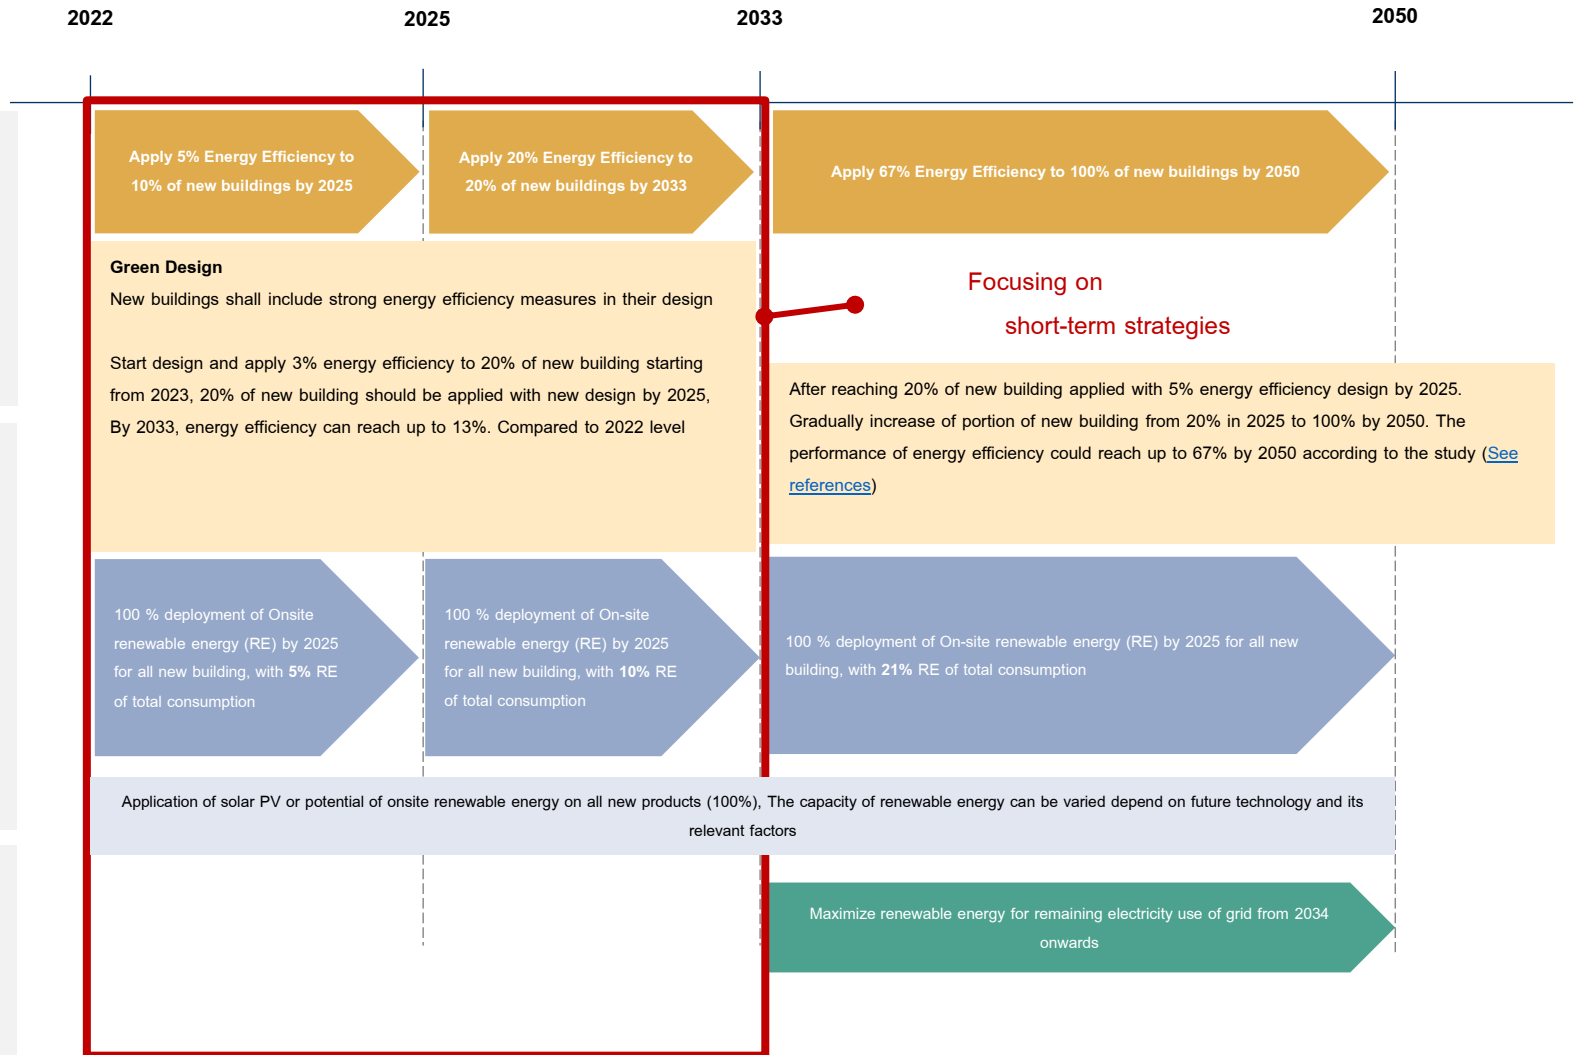 2022
2025
2033
2050
Apply 5% Energy Efficiency to
10% of new buildings by 2025
Apply 20% Energy Efficiency to
20% of new buildings by 2033
Apply 67% Energy Efficiency to 100% of new buildings by 2050
Green Design
New buildings shall include strong energy efficiency measures in their design
Start design and apply 3% energy efficiency to 20% of new building starting
from 2023, 20% of new building should be applied with new design by 2025,
By 2033, energy efficiency can reach up to 13%. Compared to 2022 level
Focusing on
short-term strategies
After reaching 20% of new building applied with 5% energy efficiency design by 2025.
Gradually increase of portion of new building from 20% in 2025 to 100% by 2050. The
performance of energy efficiency could reach up to 67% by 2050 according to the study (See
references)
100 % deployment of Onsite
renewable energy (RE) by 2025
for all new building, with 5% RE
of total consumption
100 % deployment of On-site
renewable energy (RE) by 2025
for all new building, with 10% RE
of total consumption
100 % deployment of On-site renewable energy (RE) by 2025 for all new
building, with 21% RE of total consumption
Application of solar PV or potential of onsite renewable energy on all new products (100%), The capacity of renewable energy can be varied depend on future technology and its
relevant factors
Maximize renewable energy for remaining electricity use of grid from 2034
onwards